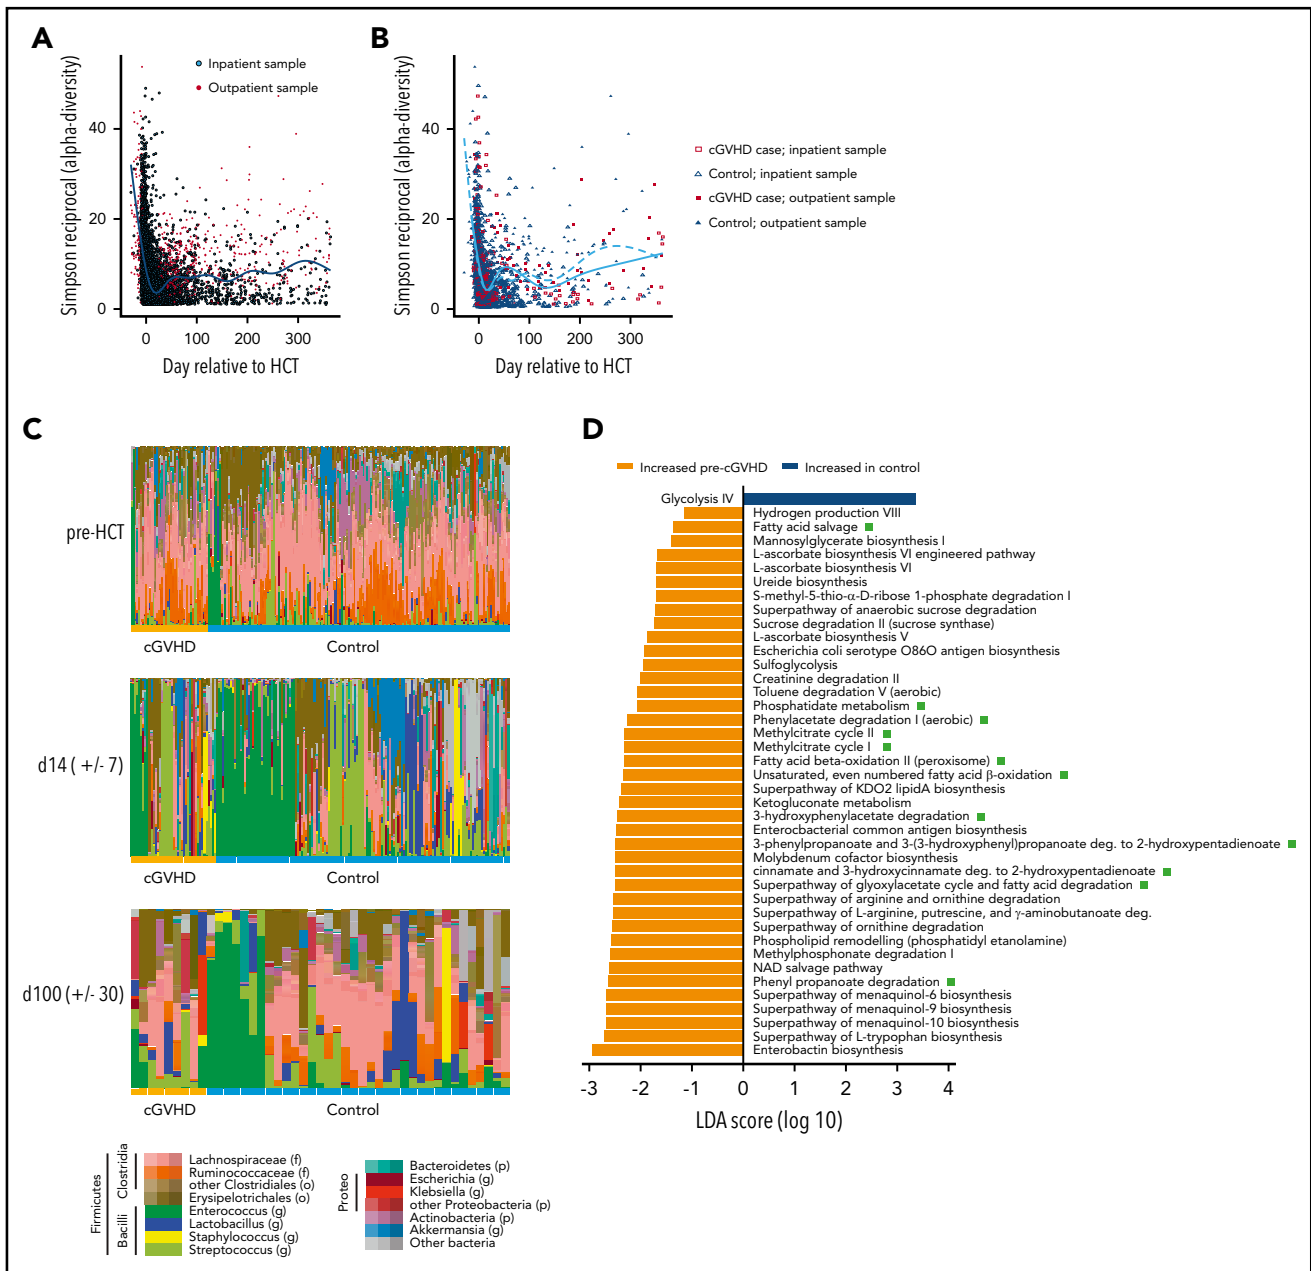 A
Simpson reciprocal (alpha-diversity)
Inpatient sample
Outpatient sample
40
20
0
0 100 200 300
Day relative to HCT
B
Simpson reciprocal (alpha-diversity)
40
20
0
0 100 200 300
Day relative to HCT
cGVHD case; inpatient sample
Control; inpatient sample
cGVHD case; outpatient sample
Control; outpatient sample
C
pre-HCT
cGVHD Control
d14 ( +/- 7)
cGVHD Control
d100 (+/- 30)
cGVHD Control
Firmicutes
Clostridia
Lachnospiraceae (f)
Ruminococcaceae (f)
other Clostridiales (o)
Erysipelotrichales (o)
Bacilli
Enterococcus (g)
Lactobacillus (g)
Staphylococcus (g)
Streptococcus (g)
Bacteroidetes (p)
Proteo
Escherichia (g)
Klebsiella (g)
other Proteobacteria (p)
Actinobacteria (p)
Akkermansia (g)
Other bacteria
D
Increased pre-cGVHD Increased in control
Glycolysis IV
Hydrogen production VIII
Fatty acid salvage
Mannosylglycerate biosynthesis I
L-ascorbate biosynthesis VI engineered pathway
L-ascorbate biosynthesis VI
Ureide biosynthesis
S-methyl-5-thio-α-D-ribose 1-phosphate degradation I
Superpathway of anaerobic sucrose degradation
Sucrose degradation II (sucrose synthase)
L-ascorbate biosynthesis V
Escherichia coli serotype O86O antigen biosynthesis
Sulfoglycolysis
Creatinine degradation II
Toluene degradation V (aerobic)
Phosphatidate metabolism
Phenylacetate degradation I (aerobic)
Methylcitrate cycle II
Methylcitrate cycle I
Fatty acid beta-oxidation II (peroxisome)
Unsaturated, even numbered fatty acid β-oxidation
Superpathway of KDO2 lipidA biosynthesis
Ketogluconate metabolism
3-hydroxyphenylacetate degradation
Enterocbacterial common antigen biosynthesis
3-phenylpropanoate and 3-(3-hydroxyphenyl)propanoate deg. to 2-hydroxypentadienoate
Molybdenum cofactor biosynthesis
cinnamate and 3-hydroxycinnamate deg. to 2-hydroxypentadienoate
Superpathway of glyoxylacetate cycle and fatty acid degradation
Superpathway of arginine and ornithine degradation
Superpathway of L-arginine, putrescine, and γ-aminobutanoate deg.
Superpathway of ornithine degradation
Phospholipid remodelling (phosphatidyl etanolamine)
Methylphosphonate degradation I
NAD salvage pathway
Phenyl propanoate degradation
Superpathway of menaquinol-6 biosynthesis
Superpathway of menaquinol-9 biosynthesis
Superpathway of menaquinol-10 biosynthesis
Superpathway of L-trypophan biosynthesis
Enterobactin biosynthesis
-3 -2 -1 0 1 2 3 4
LDA score (log 10)